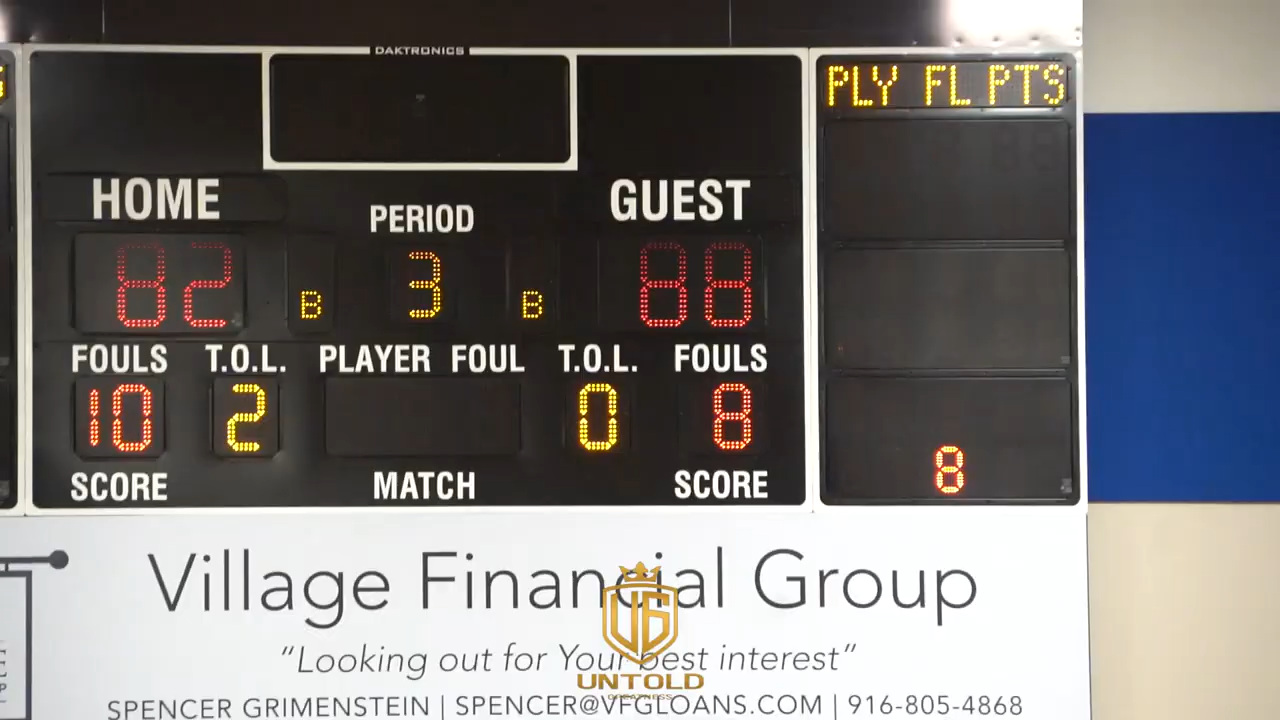 DAKTRONICS
PLY FL PTS
HOME PERIOD GUEST
82 B 3 B 88
FOULS T.O.L. PLAYER FOUL T.O.L. FOULS
10 2 0 8
8
SCORE MATCH SCORE
Village Financial Group
“Looking out for Your best interest”
SPENCER GRIMENSTEIN | SPENCER@VFGLOANS.COM | 916-805-4868
UG
UNTOLD
GREATNESS